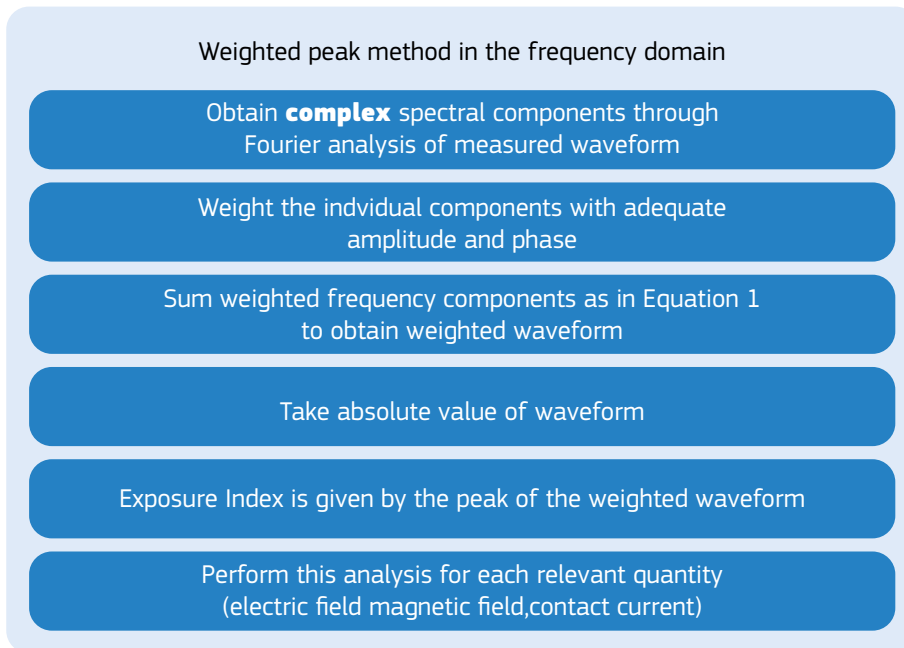 Weighted peak method in the frequency domain
Obtain complex spectral components through
Fourier analysis of measured waveform
Weight the indvidual components with adequate
amplitude and phase
Sum weighted frequency components as in Equation 1
to obtain weighted waveform
Take absolute value of waveform
Exposure Index is given by the peak of the weighted waveform
Perform this analysis for each relevant quantity
(electric field magnetic field,contact current)